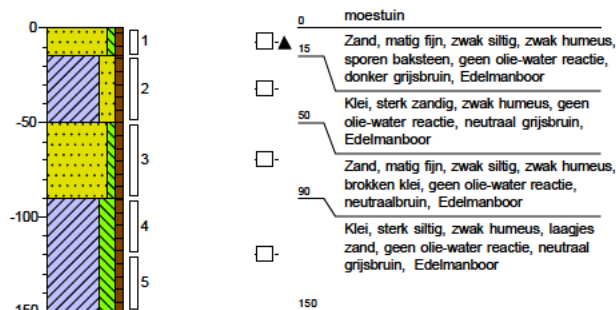 0
-50
-100
-150
1
2
3
4
5
0
moestuin
Zand, matig fijn, zwak siltig, zwak humeus,
sporen baksteen, geen olie-water reactie,
donker grijsbruin, Edelmanboor
15
Klei, sterk zandig, zwak humeus, geen
olie-water reactie, neutraal grijsbruin,
Edelmanboor
50
Zand, matig fijn, zwak siltig, zwak humeus,
brokken klei, geen olie-water reactie,
neutraalbruin, Edelmanboor
90
Klei, sterk siltig, zwak humeus, laagjes
zand, geen olie-water reactie, neutraal
grijsbruin, Edelmanboor
150